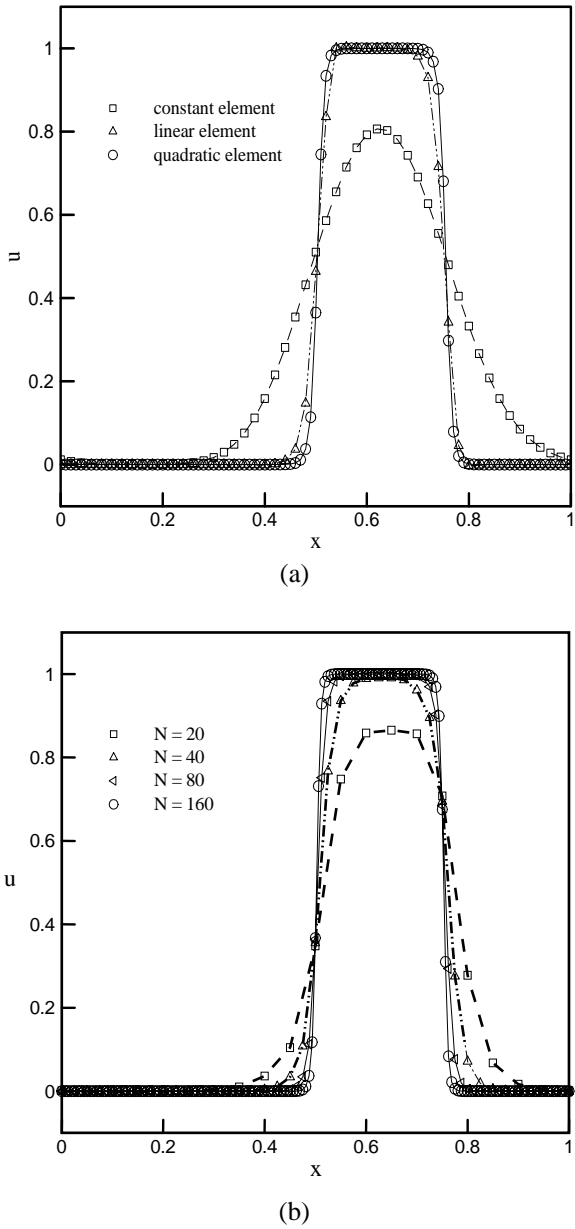 1
0.8
0.6
0.4
0.2
0
u
constant element
linear element
quadratic element
0 0.2 0.4 0.6 0.8 1
x
(a)
1
0.8
0.6
0.4
0.2
0
u
N = 20
N = 40
N = 80
N = 160
0 0.2 0.4 0.6 0.8 1
x
(b)